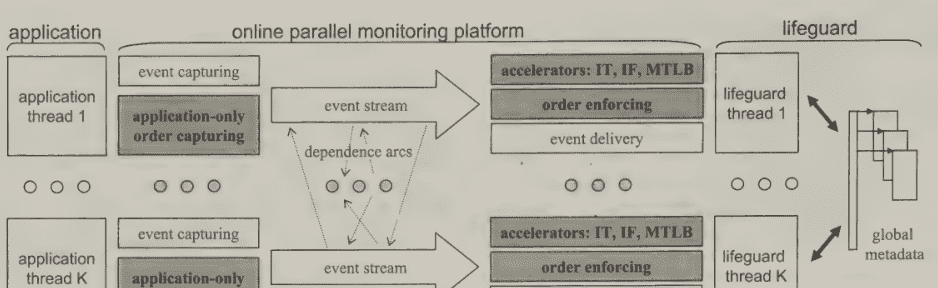 application
online parallel monitoring platform
lifeguard
application
thread 1
event capturing
application-only
order capturing
event stream
dependence arcs
accelerators: IT, IF, MTLB
order enforcing
event delivery
lifeguard
thread 1
application
thread K
event capturing
application-only
event stream
accelerators: IT, IF, MTLB
order enforcing
lifeguard
thread K
global
metadata